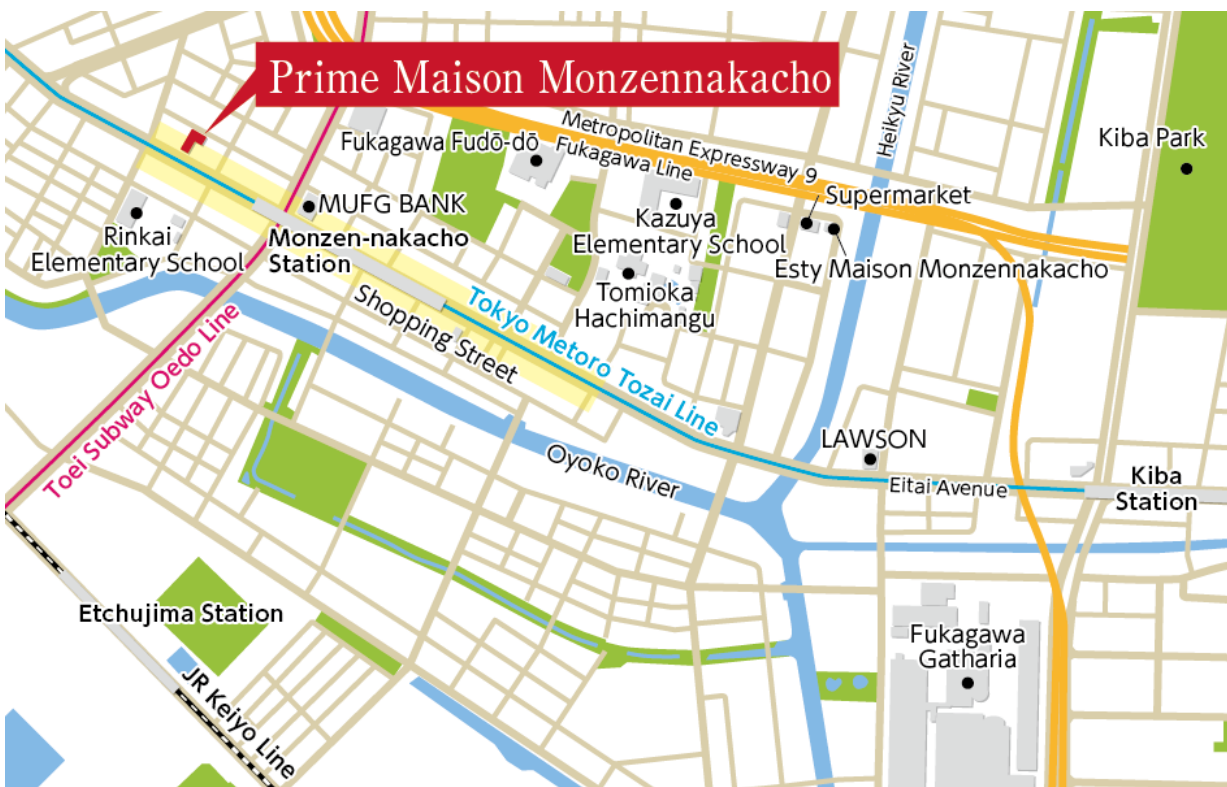 Prime Maison Monzennakacho
Metropolitan Expressway 9
Fukagawa Line
Heikyu River
Kiba Park
Fukagawa Fudō-dō
Supermarket
MUFG BANK
Kazuya
Elementary School
Rinkai
Elementary School
Monzen-nakacho
Station
Esty Maison Monzennakacho
Tomioka
Hachimangu
Shopping Street
Tokyo Metoro Tozai Line
Toei Subway Oedo Line
LAWSON
Oyoko River
Eitai Avenue
Kiba
Station
Etchujima Station
Fukagawa
Gatharia
JR Keiyo Line